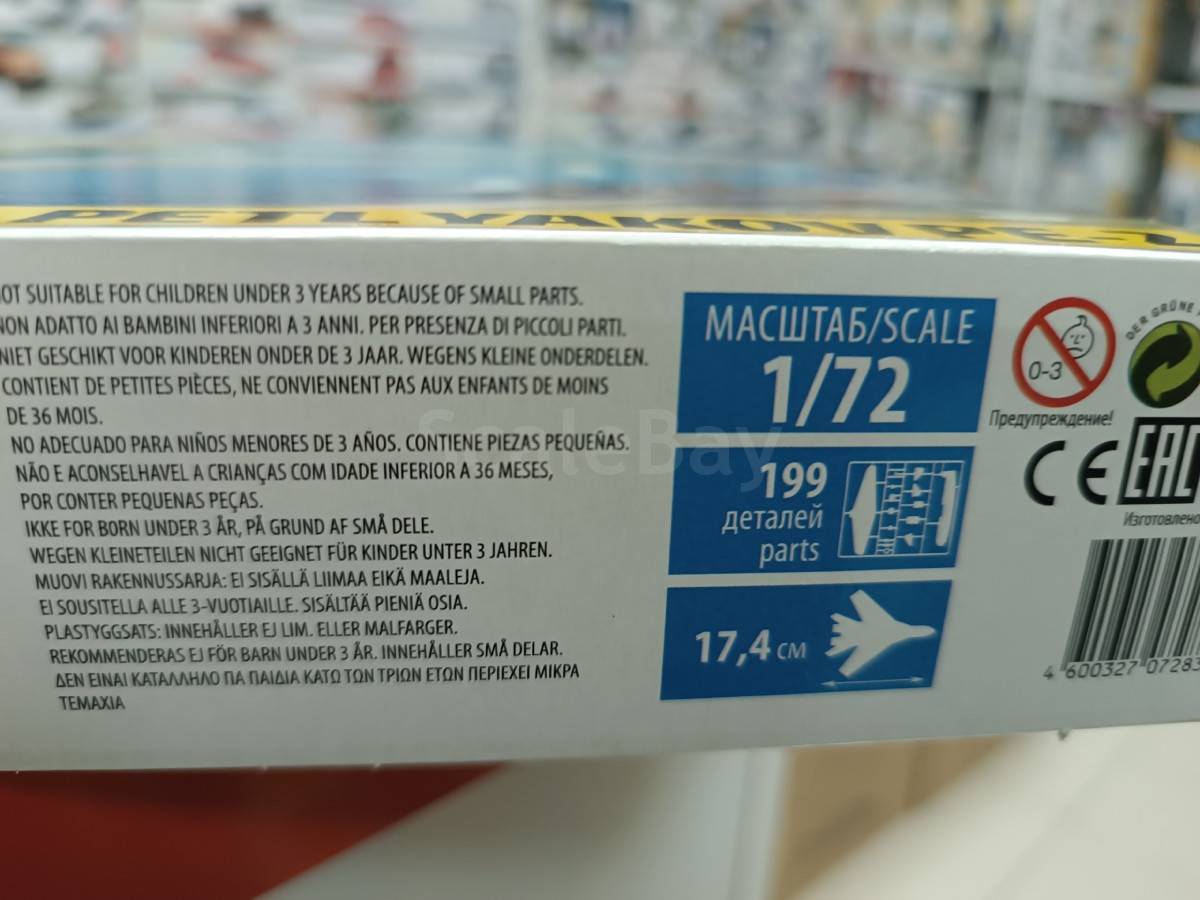 PETLYAKOV PE-2
OT SUITABLE FOR CHILDREN UNDER 3 YEARS BECAUSE OF SMALL PARTS.
NON ADATTO AI BAMBINI INFERIORI A 3 ANNI. PER PRESENZA DI PICCOLI PARTI.
NIET GESCHIKT VOOR KINDEREN ONDER DE 3 JAAR. WEGENS KLEINE ONDERDELEN.
CONTIENT DE PETITES PIÈCES, NE CONVIENNENT PAS AUX ENFANTS DE MOINS
DE 36 MOIS.
NO ADECUADO PARA NIÑOS MENORES DE 3 AÑOS. CONTIENE PIEZAS PEQUEÑAS.
NÃO E ACONSELHAVEL A CRIANÇAS COM IDADE INFERIOR A 36 MESES,
POR CONTER PEQUENAS PEÇAS.
IKKE FOR BORN UNDER 3 ÅR, PÅ GRUND AF SMÅ DELE.
WEGEN KLEINETEILEN NICHT GEEIGNET FÜR KINDER UNTER 3 JAHREN.
MUOVI RAKENNUSSARJA: EI SISÄLLÄ LIIMAA EIKÄ MAALEJA.
EI SOUSITELLA ALLE 3-VUOTIAILLE. SISÄLTÄÄ PIENIÄ OSIA.
PLASTYGGSATS: INNEHÅLLER EJ LIM. ELLER MALFARGER.
REKOMMENDERAS EJ FÖR BARN UNDER 3 ÅR. INNEHÅLLER SMÅ DELAR.
ΔΕΝ ΕΙΝΑΙ ΚΑΤΑΛΛΗΛΟ ΠΑ ΠΑΙΔΙΑ ΚΑΤΩ ΤΩΝ ΤΡΙΩΝ ΕΤΩΝ ΠΕΡΙΕΧΕΙ ΜΙΚΡΑ
ΤΕΜΑΧΙΑ
МАСШТАБ/SCALE
1/72
199
деталей
parts
17,4 см
0-3
Предупреждение!
DER GRÜNE
CE
EAC
Изготовлено
4 600327 07283
ScaleBay